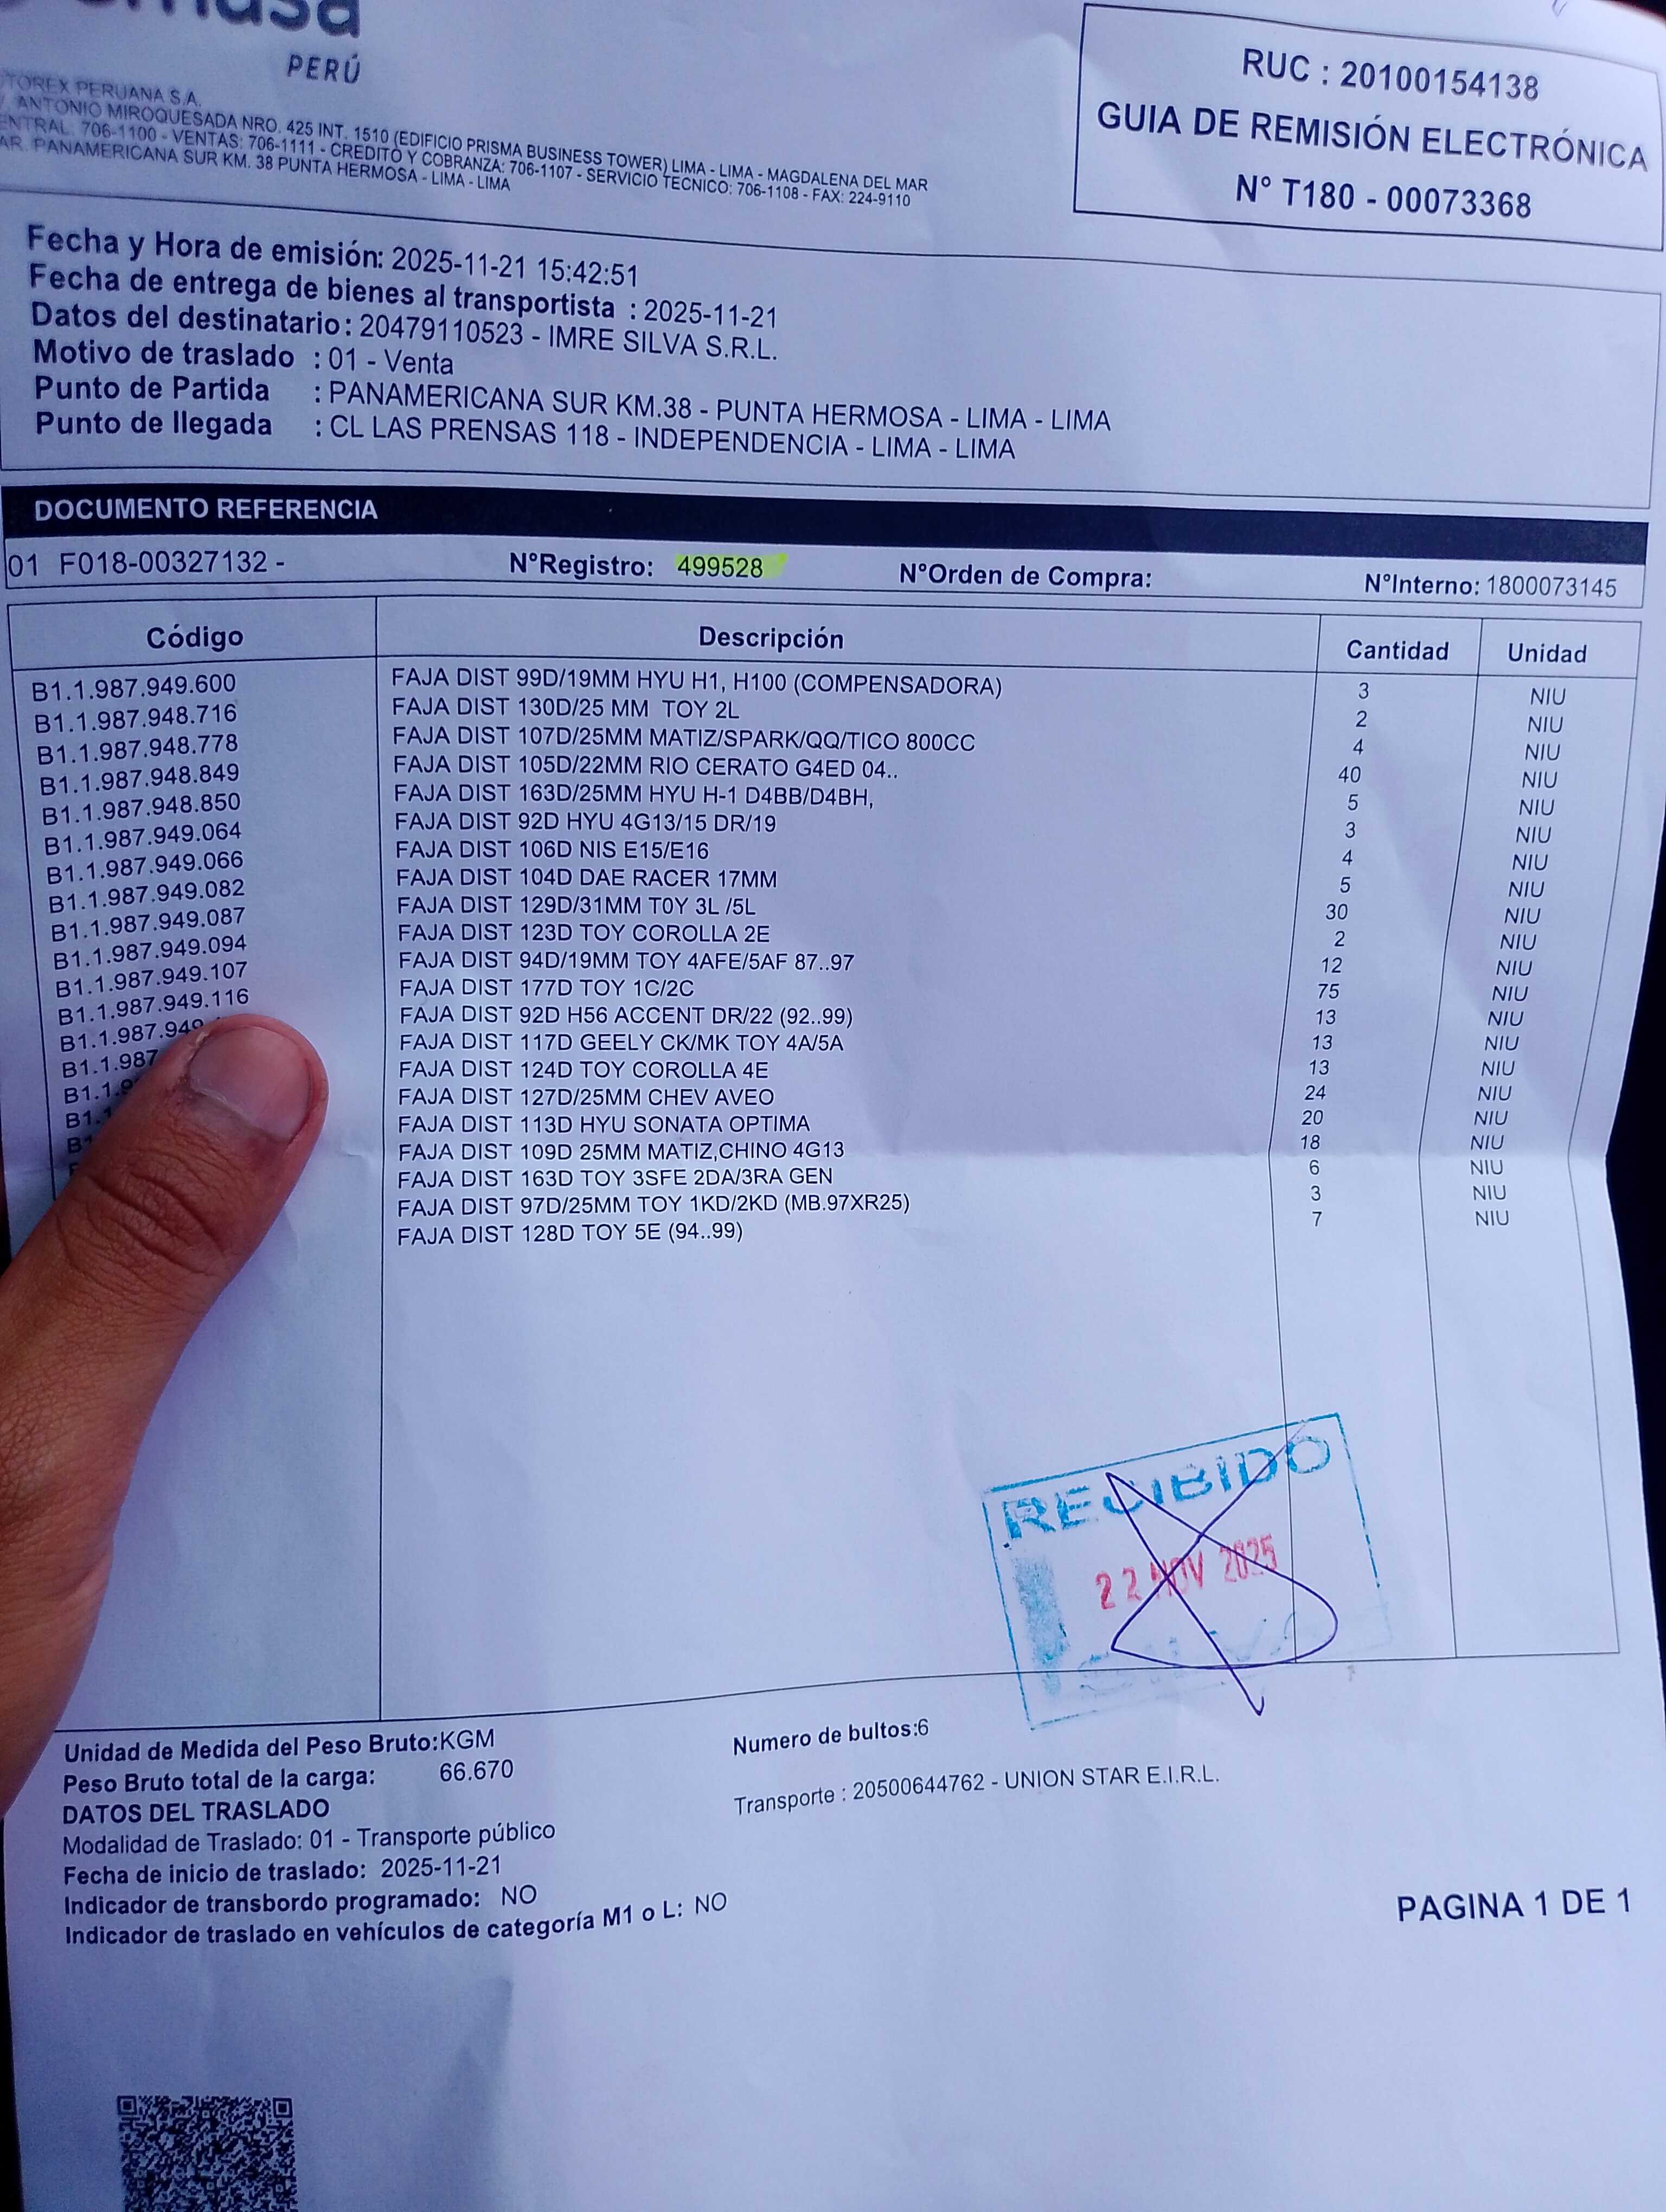 PERÚ
TOREX PERUANA S.A.
ANTONIO MIROQUESADA NRO. 425 INT. 1510 (EDIFICIO PRISMA BUSINESS TOWER) LIMA - LIMA - MAGDALENA DEL MAR
ENTRAL: 706-1100 - VENTAS: 706-1111 - CREDITO Y COBRANZA: 706-1107 - SERVICIO TECNICO: 706-1108 - FAX: 224-9110
AR. PANAMERICANA SUR KM. 38 PUNTA HERMOSA - LIMA - LIMA
RUC : 20100154138
GUIA DE REMISIÓN ELECTRÓNICA
N° T180 - 00073368
Fecha y Hora de emisión: 2025-11-21 15:42:51
Fecha de entrega de bienes al transportista : 2025-11-21
Datos del destinatario: 20479110523 - IMRE SILVA S.R.L.
Motivo de traslado : 01 - Venta
Punto de Partida : PANAMERICANA SUR KM.38 - PUNTA HERMOSA - LIMA - LIMA
Punto de llegada : CL LAS PRENSAS 118 - INDEPENDENCIA - LIMA - LIMA
DOCUMENTO REFERENCIA
01 F018-00327132 - N°Registro: 499528 N°Orden de Compra: N°Interno: 1800073145
Código Descripción Cantidad Unidad
B1.1.987.949.600 FAJA DIST 99D/19MM HYU H1, H100 (COMPENSADORA) 3 NIU
B1.1.987.948.716 FAJA DIST 130D/25 MM TOY 2L 2 NIU
B1.1.987.948.778 FAJA DIST 107D/25MM MATIZ/SPARK/QQ/TICO 800CC 4 NIU
B1.1.987.948.849 FAJA DIST 105D/22MM RIO CERATO G4ED 04.. 40 NIU
B1.1.987.948.850 FAJA DIST 163D/25MM HYU H-1 D4BB/D4BH, 5 NIU
B1.1.987.949.064 FAJA DIST 92D HYU 4G13/15 DR/19 3 NIU
B1.1.987.949.066 FAJA DIST 106D NIS E15/E16 4 NIU
B1.1.987.949.082 FAJA DIST 104D DAE RACER 17MM 5 NIU
B1.1.987.949.087 FAJA DIST 129D/31MM T0Y 3L /5L 30 NIU
B1.1.987.949.094 FAJA DIST 123D TOY COROLLA 2E 2 NIU
B1.1.987.949.107 FAJA DIST 94D/19MM TOY 4AFE/5AF 87..97 12 NIU
B1.1.987.949.116 FAJA DIST 177D TOY 1C/2C 75 NIU
B1.1.987.949 FAJA DIST 92D H56 ACCENT DR/22 (92..99) 13 NIU
B1.1.987 FAJA DIST 117D GEELY CK/MK TOY 4A/5A 13 NIU
B1.1.9 FAJA DIST 124D TOY COROLLA 4E 13 NIU
B1.1 FAJA DIST 127D/25MM CHEV AVEO 24 NIU
B1 FAJA DIST 113D HYU SONATA OPTIMA 20 NIU
FAJA DIST 109D 25MM MATIZ,CHINO 4G13 18 NIU
FAJA DIST 163D TOY 3SFE 2DA/3RA GEN 6 NIU
FAJA DIST 97D/25MM TOY 1KD/2KD (MB.97XR25) 3 NIU
FAJA DIST 128D TOY 5E (94..99) 7 NIU
RECIBIDO
22 NOV 2025
Unidad de Medida del Peso Bruto:KGM Numero de bultos:6
Peso Bruto total de la carga: 66.670
DATOS DEL TRASLADO Transporte : 20500644762 - UNION STAR E.I.R.L.
Modalidad de Traslado: 01 - Transporte público
Fecha de inicio de traslado: 2025-11-21
Indicador de transbordo programado: NO
Indicador de traslado en vehículos de categoría M1 o L: NO
PAGINA 1 DE 1